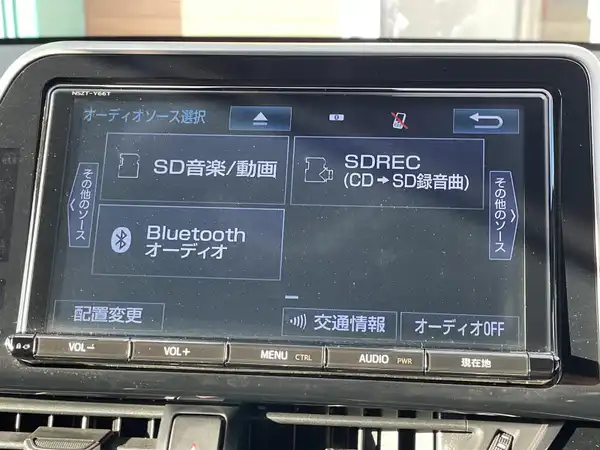 NSZT-Y66T
オーディオソース選択
その他のソース
SD音楽/動画
SDREC
(CD→SD録音曲)
その他のソース
Bluetooth
オーディオ
配置変更
交通情報
オーディオOFF
VOL－ VOL+ MENU CTRL AUDIO PWR 現在地